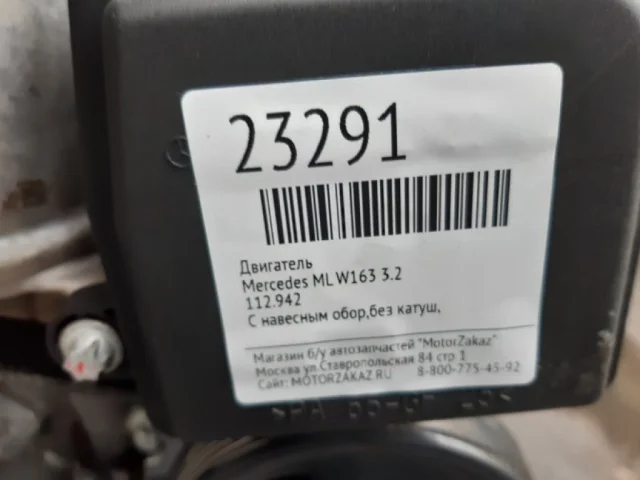 23291
Двигатель
Mercedes ML W163 3.2
112.942
С навесным обор,без катуш,
Магазин б/у автозапчастей "MotorZakaz"
Москва ул.Ставропольская 84 стр 1
Сайт: MOTORZAKAZ.RU 8-800-775-45-92